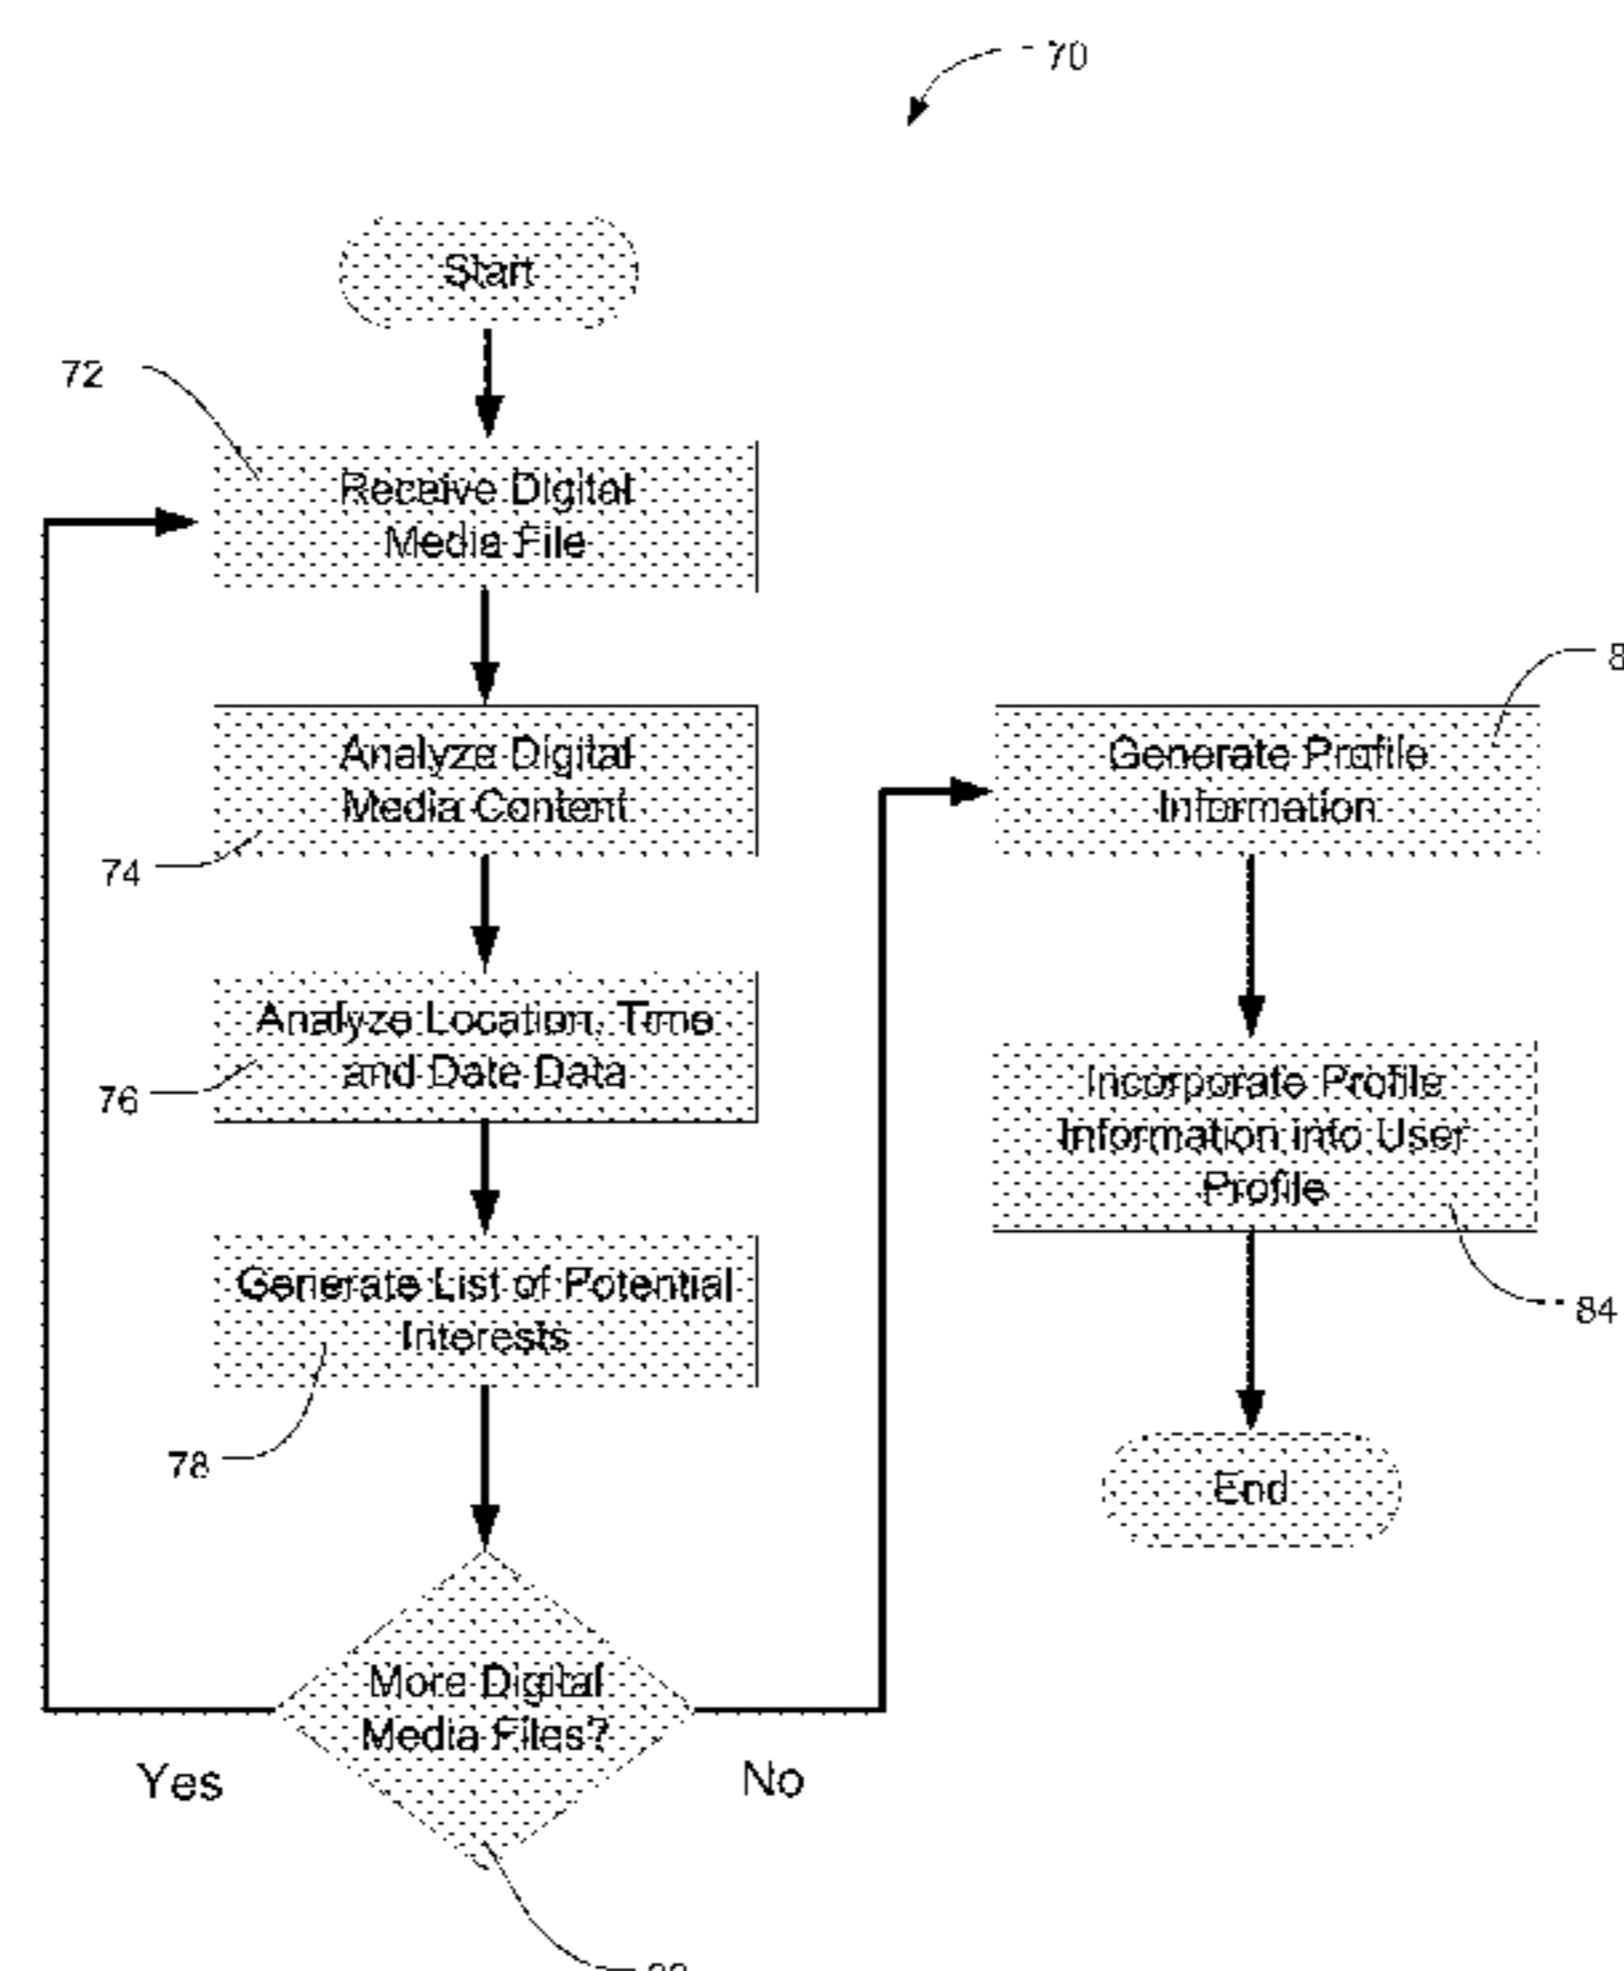 70
Start
72
Receive Digital
Media File
Analyze Digital
Media Content
74
Analyze Location, Time
and Date Data
76
Generate List of Potential
Interests
78
More Digital
Media Files?
Yes
No
Generate Profile
Information
Incorporate Profile
Information into User
Profile
84
End